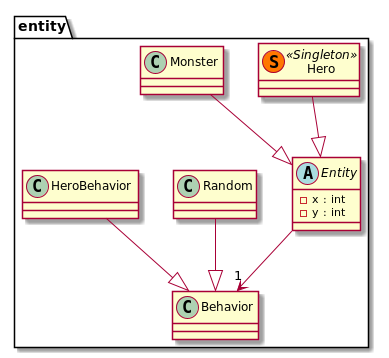 entity
C Monster
S «Singleton»
Hero
C HeroBehavior
C Random
A Entity
x : int
y : int
1
C Behavior